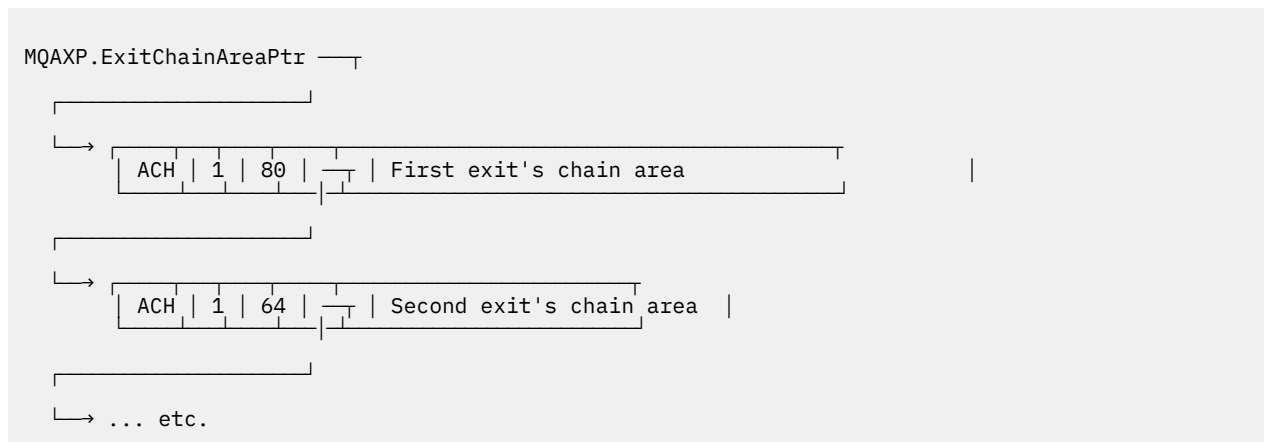 MQAXP.ExitChainAreaPtr
ACH 1 80 First exit's chain area
ACH 1 64 Second exit's chain area
... etc.